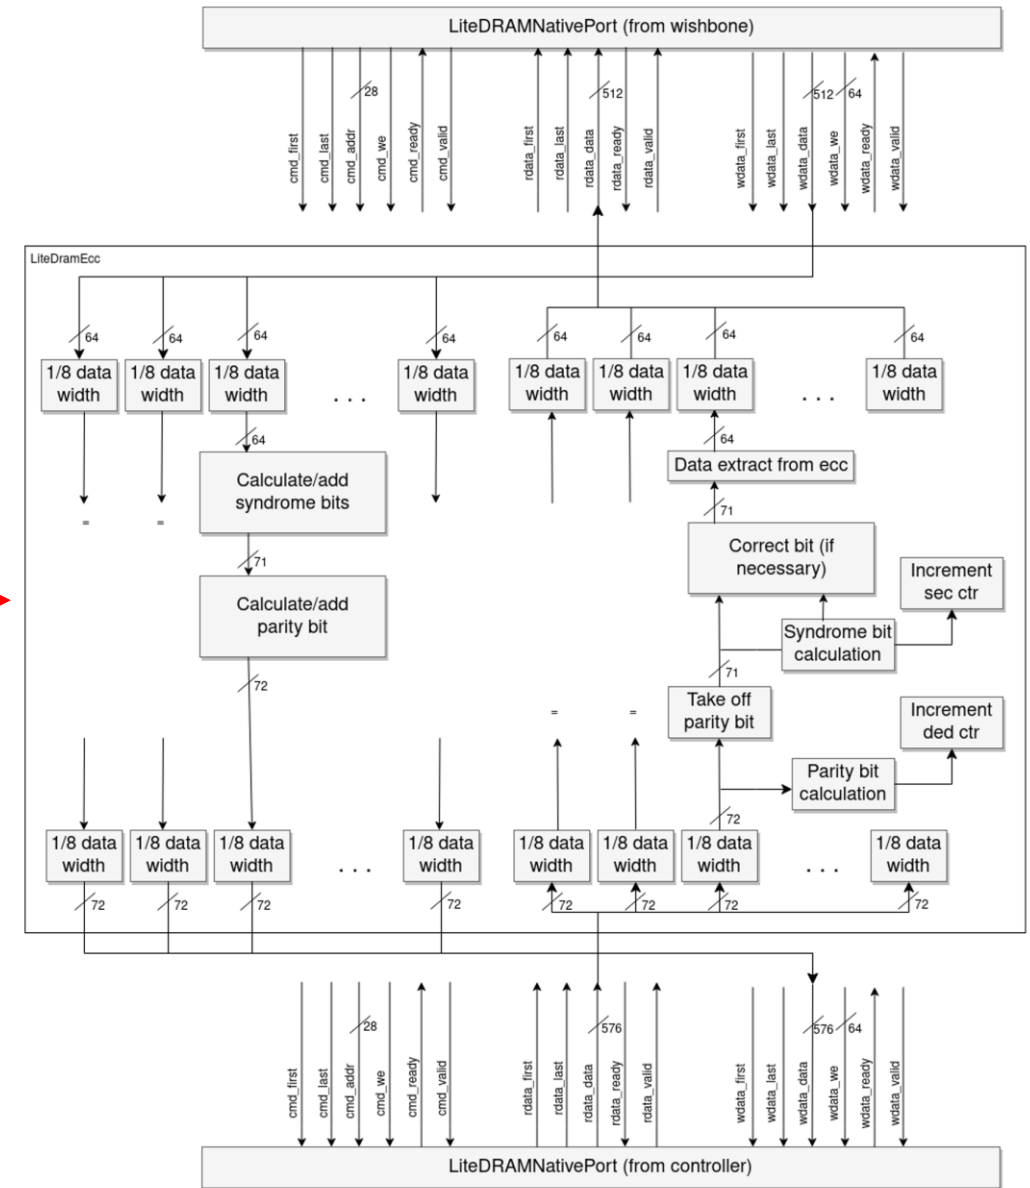 LiteDRAMNativePort (from wishbone)
28
512
512
64
cmd_first
cmd_last
cmd_addr
cmd_we
cmd_ready
cmd_valid
rdata_first
rdata_last
rdata_data
rdata_ready
rdata_valid
wdata_first
wdata_last
wdata_data
wdata_we
wdata_ready
wdata_valid
LiteDramEcc
64
64
64
64
64
64
64
64
1/8 data
width
1/8 data
width
1/8 data
width
. . .
1/8 data
width
1/8 data
width
1/8 data
width
1/8 data
width
. . .
1/8 data
width
64
64
Calculate/add
syndrome bits
Data extract from ecc
71
=
=
Correct bit (if
necessary)
71
Increment
sec ctr
Calculate/add
parity bit
Syndrome bit
calculation
71
72
Take off
parity bit
=
=
Increment
ded ctr
Parity bit
calculation
72
1/8 data
width
1/8 data
width
1/8 data
width
. . .
1/8 data
width
1/8 data
width
1/8 data
width
1/8 data
width
. . .
1/8 data
width
72
72
72
72
72
72
72
72
28
576
576
64
cmd_first
cmd_last
cmd_addr
cmd_we
cmd_ready
cmd_valid
rdata_first
rdata_last
rdata_data
rdata_ready
rdata_valid
wdata_first
wdata_last
wdata_data
wdata_we
wdata_ready
wdata_valid
LiteDRAMNativePort (from controller)